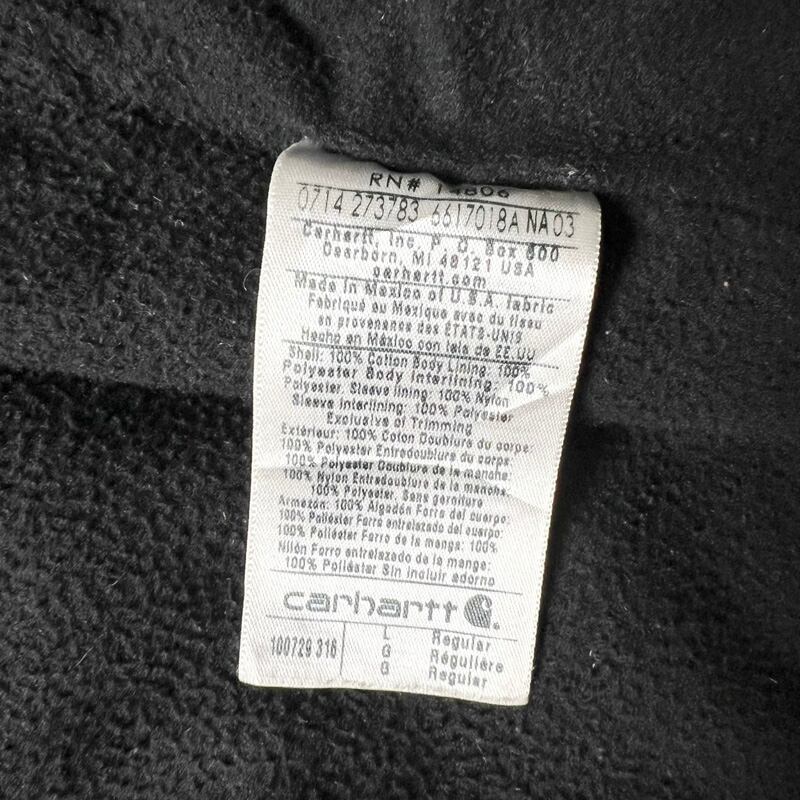 RN# 14806
0714 273783 6617018A NA03
Carhartt, Inc. P. O. Box 600
Dearborn, MI 48121 USA
carhartt.com
Made in Mexico of U.S.A. fabric
Fabriqué au Mexique avec du tissu
en provenance des ÉTATS-UNIS
Hecho en México con tela de EE.UU
Shell: 100% Cotton Body Lining: 100%
Polyester Body Interlining: 100%
Polyester, Sleeve lining: 100% Nylon
Sleeve Interlining: 100% Polyester
Exclusive of Trimming
Extérieur: 100% Coton Doublure du corps:
100% Polyester Entredoublure du corps:
100% Polyester Doublure de la manche
100% Nylon Entredoublure de la manche:
100% Polyester, Sans garniture
Armazón: 100% Algodón Forro del cuerpo:
100% Poliéster Forro entrelazado del cuerpo:
100% Poliéster Forro de la manga: 100%
Nilón Forro entrelazado de la manga:
100% Poliéster Sin incluir adorno
carhartt
100729 316 L Regular
G Régulière
G Regular